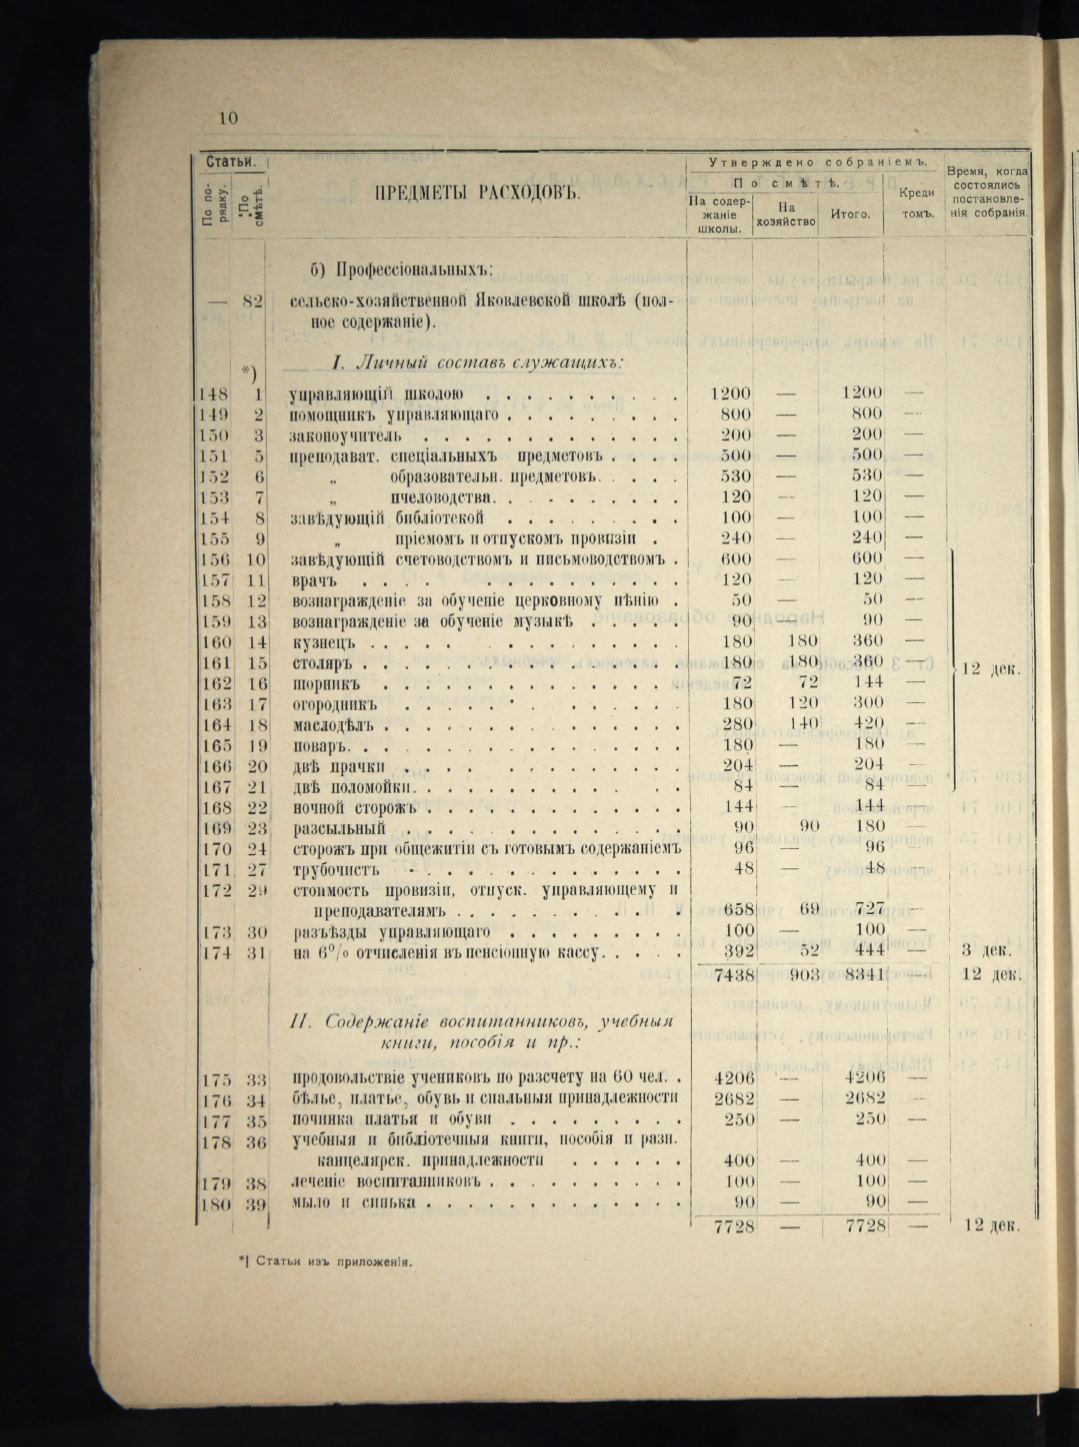 10
Статьи.
По по-
рядку.
По
смѣтѣ.
ПРЕДМЕТЫ РАСХОДОВЪ.
Утверждено собраніемъ.
По смѣтѣ.
На содер-
жаніе
школы.
На
хозяйство
Итого.
Креди
томъ.
Время, когда
состоялись
постановле-
нія собранія.
б) Профессіональныхъ:
— 82 сельско-хозяйственной Яковлевской школѣ (пол-
ное содержаніе).
*)
I. Личный составъ служащихъ:
148 1 управляющій школою . . . . . . . . . . 1200 — 1200 —
149 2 помощникъ управляющаго . . . . . . . . . 800 — 800 —
150 3 законоучитель . . . . . . . . . . . . . 200 — 200 —
151 5 преподават. спеціальныхъ предметовъ . . . . 500 — 500 —
152 6 „ образовательн. предметовъ. . . . . 530 — 530 —
153 7 „ пчеловодства. . . . . . . . . . 120 — 120 —
154 8 завѣдующій библіотекой . . . . . . . . . 100 — 100 —
155 9 „ пріемомъ и отпускомъ провизіи . 240 — 240 —
156 10 завѣдующій счетоводствомъ и письмоводствомъ . 600 — 600 —
157 11 врачъ . . . . . . . . . . . . . . 120 — 120 —
158 12 вознагражденіе за обученіе церковному пѣнію . 50 — 50 —
159 13 вознагражденіе за обученіе музыкѣ . . . . . 90 — 90 —
160 14 кузнецъ . . . . . . . . . . . . . . 180 180 360 —
161 15 столяръ . . . . . . . . . . . . . . . 180 180 360 — 12 дек.
162 16 шорникъ . . . . . . . . . . . . . . 72 72 144 —
163 17 огородникъ . . . . . . . . . . . . 180 120 300 —
164 18 маслодѣлъ . . . . . . . . . . . . . . 280 140 420 —
165 19 поваръ. . . . . . . . . . . . . . . . 180 — 180 —
166 20 двѣ прачки . . . . . . . . . . . . . 204 — 204 —
167 21 двѣ поломойки. . . . . . . . . . . . . 84 — 84 —
168 22 ночной сторожъ . . . . . . . . . . . . . 144 — 144 —
169 23 разсыльный . . . . . . . . . . . . . 90 90 180 —
170 24 сторожъ при общежитіи съ готовымъ содержаніемъ 96 — 96 —
171 27 трубочистъ . . . . . . . . . . . . . 48 — 48 —
172 29 стоимость провизіи, отпуск. управляющему и
преподавателямъ . . . . . . . . . . . 658 69 727 —
173 30 разъѣзды управляющаго . . . . . . . . . 100 — 100 —
174 31 на 6% отчисленія въ пенсіонную кассу. . . . . 392 52 444 — 3 дек.
7438 903 8341 — 12 дек.
II. Содержаніе воспитанниковъ, учебныя
книги, пособія и пр.:
175 33 продовольствіе учениковъ по разсчету на 60 чел. . 4206 — 4206 —
176 34 бѣлье, платье, обувь и спальныя принадлежности 2682 — 2682 —
177 35 починка платья и обуви . . . . . . . . . 250 — 250 —
178 36 учебныя и библіотечныя книги, пособія и разн.
канцелярск. принадлежности . . . . . . 400 — 400 —
179 38 леченіе воспитанниковъ . . . . . . . . . . 100 — 100 —
180 39 мыло и синька . . . . . . . . . . . . . 90 — 90 —
7728 — 7728 — 12 дек.
*) Статьи изъ приложенія.